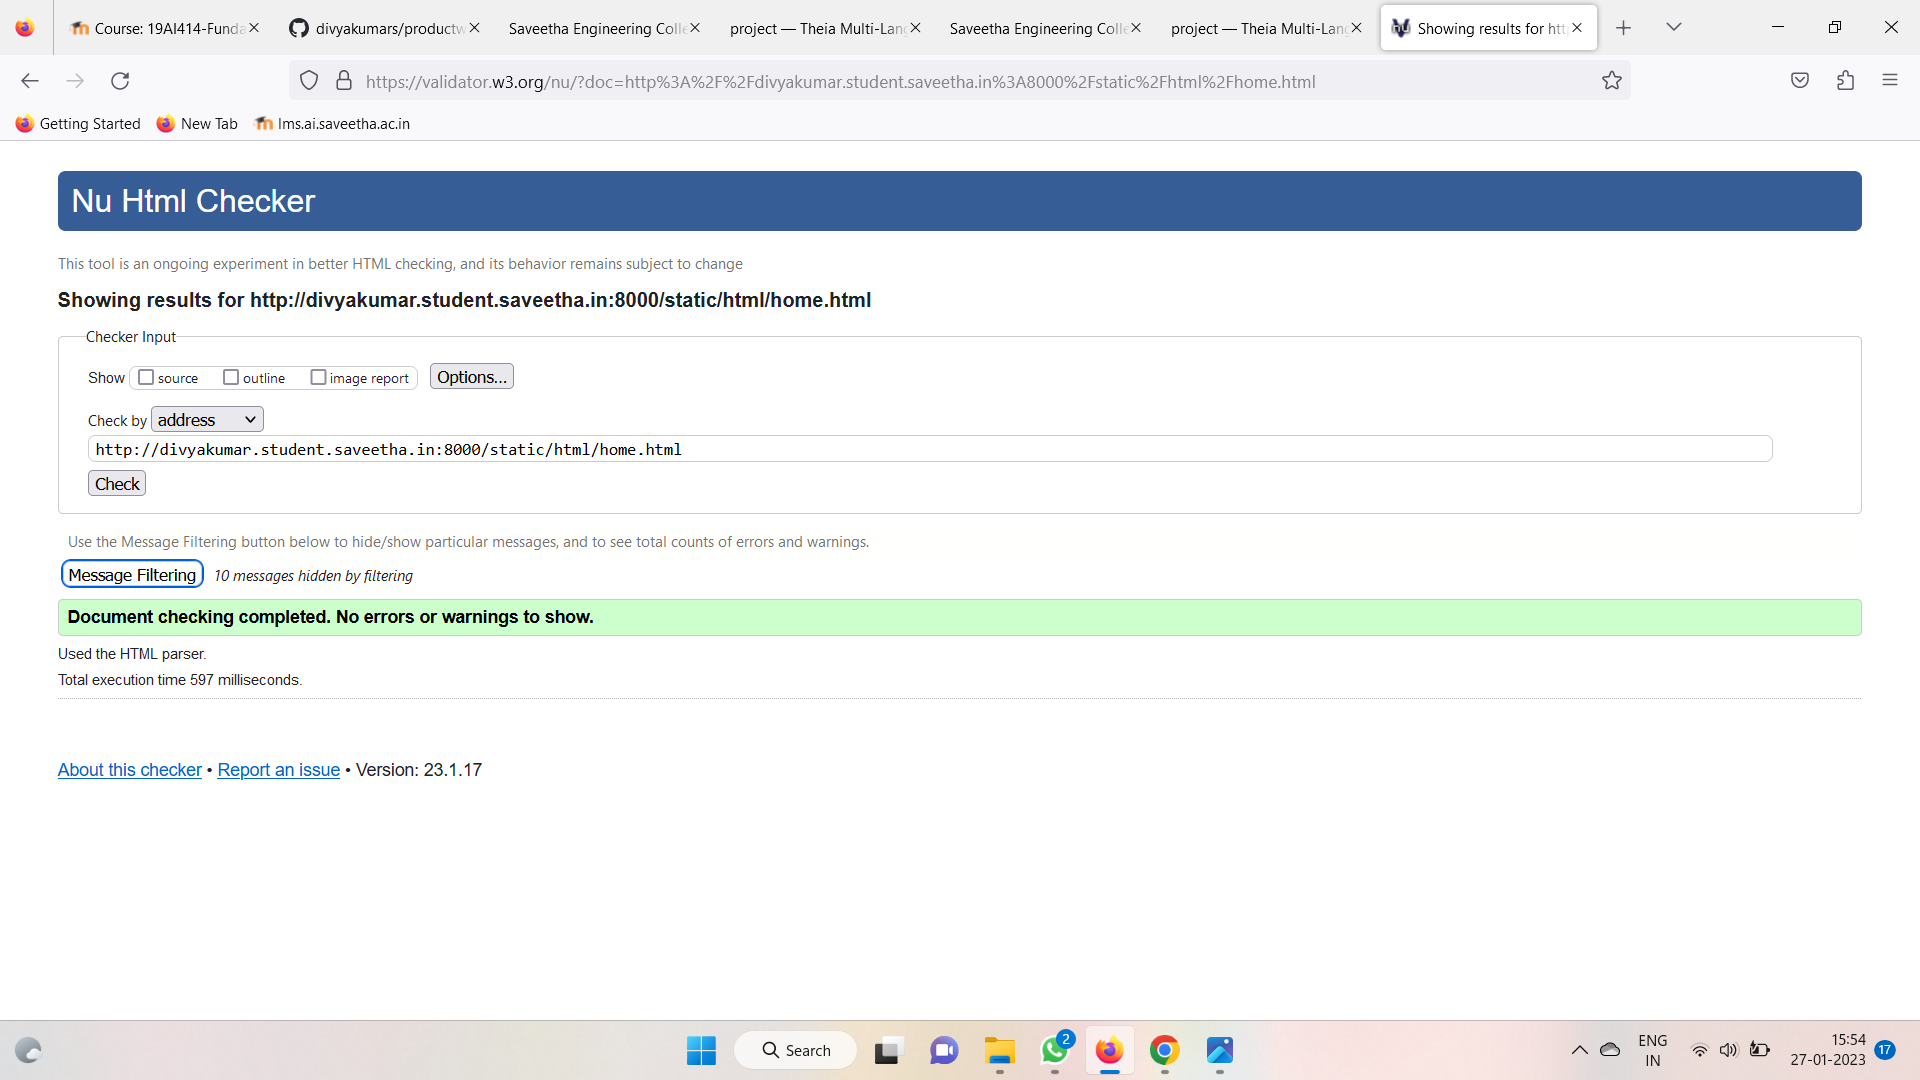 Course: 19AI414-Funda
divyakumars/productw
Saveetha Engineering Colle
project — Theia Multi-Lang
Saveetha Engineering Colle
project — Theia Multi-Lang
Showing results for htt
https://validator.w3.org/nu/?doc=http%3A%2F%2Fdivyakumar.student.saveetha.in%3A8000%2Fstatic%2Fhtml%2Fhome.html
Getting Started
New Tab
lms.ai.saveetha.ac.in
Nu Html Checker
This tool is an ongoing experiment in better HTML checking, and its behavior remains subject to change
Showing results for http://divyakumar.student.saveetha.in:8000/static/html/home.html
Checker Input
Show source outline image report Options...
Check by address
http://divyakumar.student.saveetha.in:8000/static/html/home.html
Check
Use the Message Filtering button below to hide/show particular messages, and to see total counts of errors and warnings.
Message Filtering 10 messages hidden by filtering
Document checking completed. No errors or warnings to show.
Used the HTML parser.
Total execution time 597 milliseconds.
About this checker • Report an issue • Version: 23.1.17
Search
2
ENG
IN
15:54
27-01-2023
17